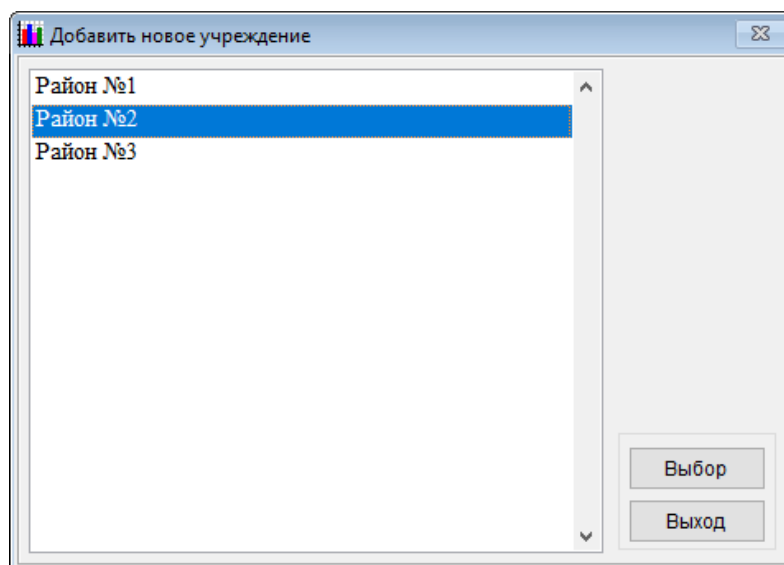 Добавить новое учреждение
Район №1
Район №2
Район №3
Выбор
Выход